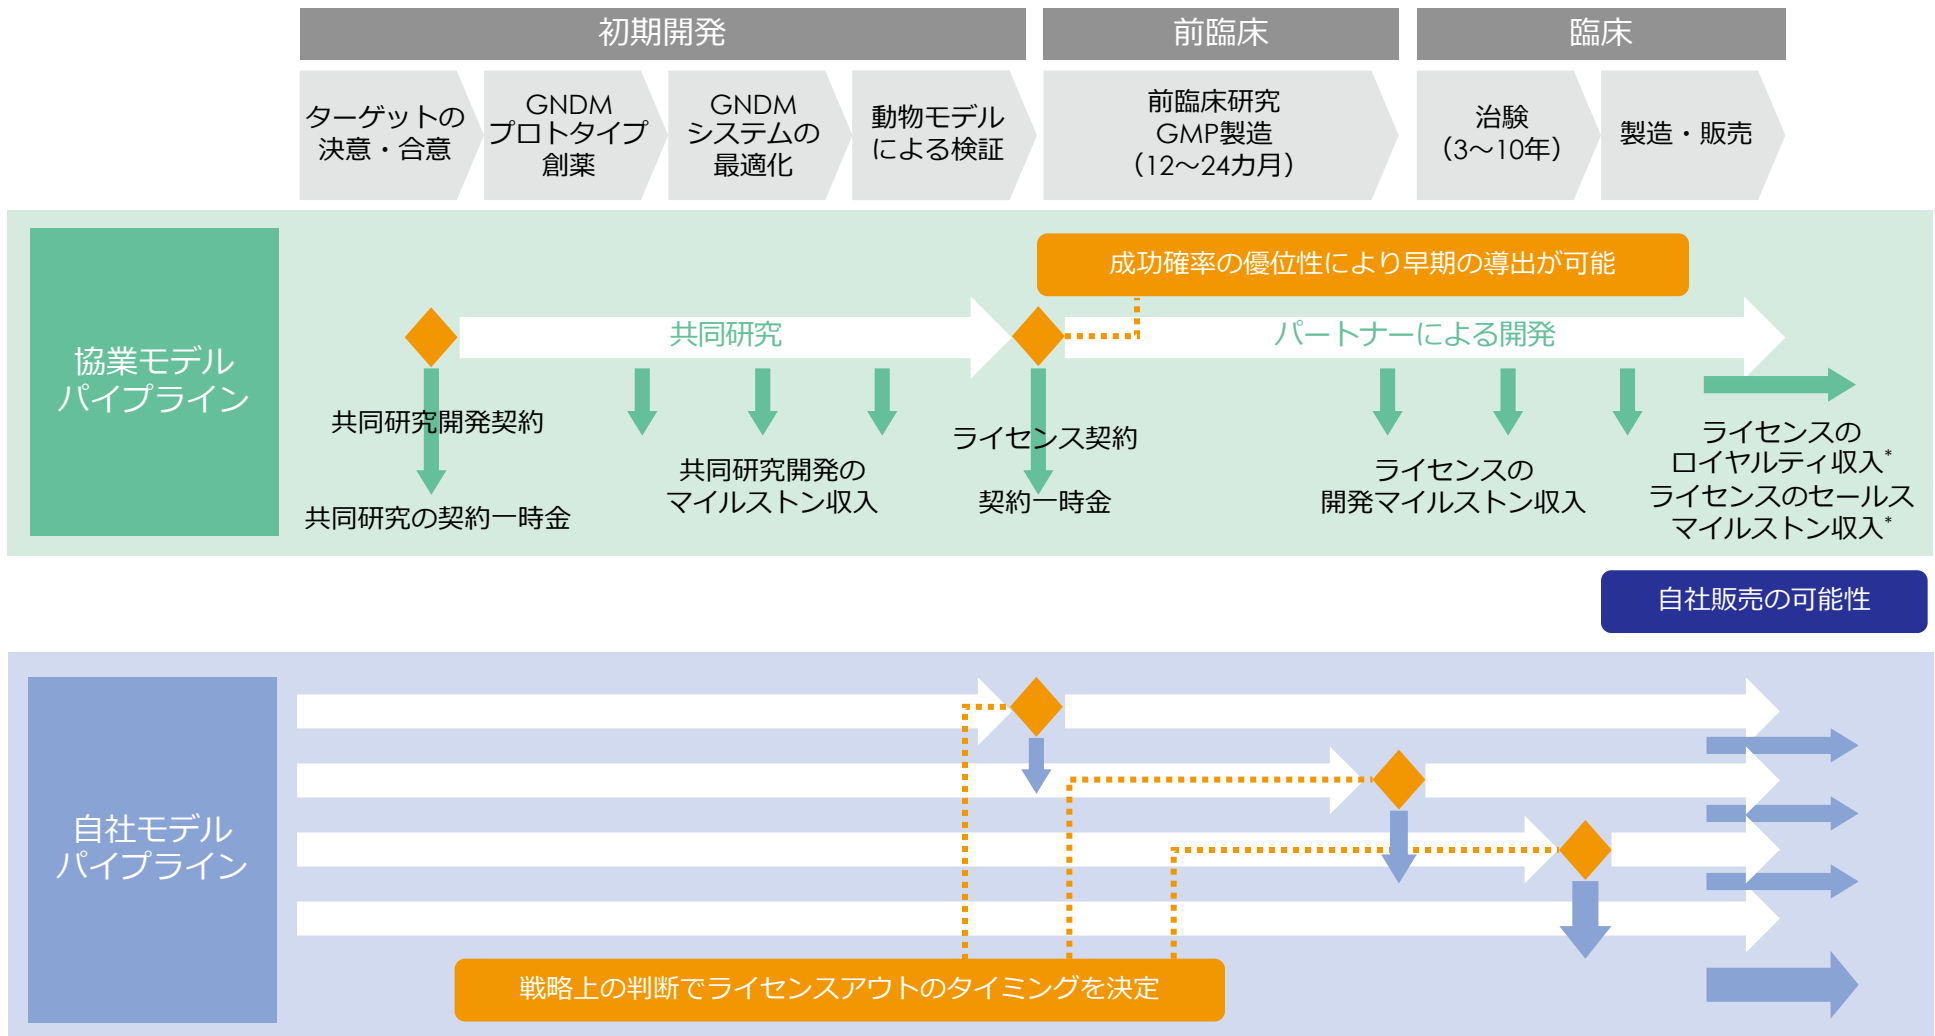 初期開発
前臨床
臨床
ターゲットの
決意・合意
GNDM
プロトタイプ
創薬
GNDM
システムの
最適化
動物モデル
による検証
前臨床研究
GMP製造
（12～24カ月）
治験
（3～10年）
製造・販売
成功確率の優位性により早期の導出が可能
協業モデル
パイプライン
共同研究
パートナーによる開発
共同研究開発契約
共同研究の契約一時金
共同研究開発の
マイルストン収入
ライセンス契約
契約一時金
ライセンスの
開発マイルストン収入
ライセンスの
ロイヤルティ収入*
ライセンスのセールス
マイルストン収入*
自社販売の可能性
自社モデル
パイプライン
戦略上の判断でライセンスアウトのタイミングを決定